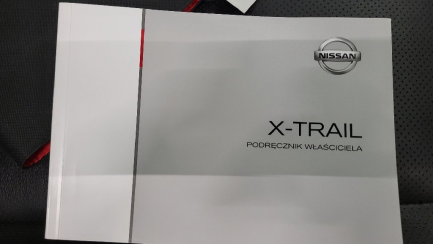 NISSAN
X-TRAIL
PODRĘCZNIK WŁAŚCICIELA